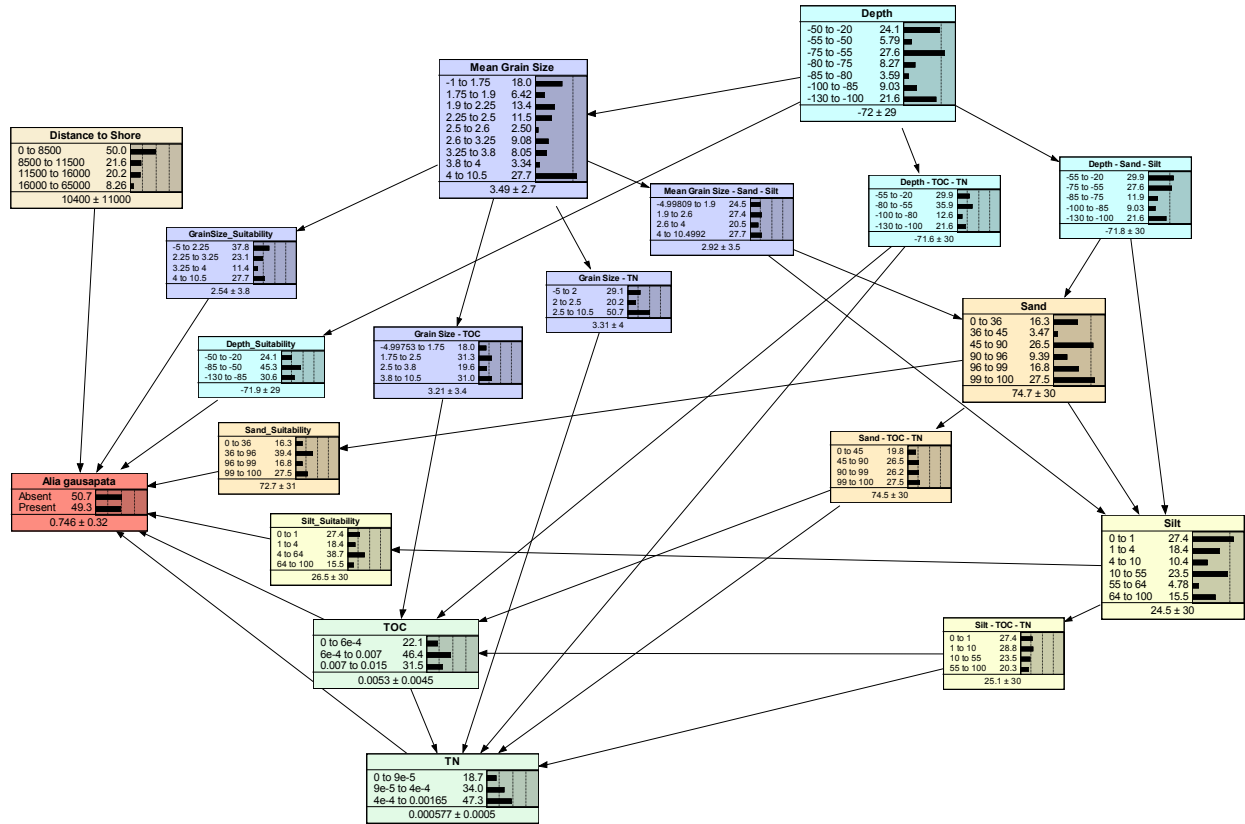 Depth
-50 to -20 24.1
-55 to -50 5.79
-75 to -55 27.6
-80 to -75 8.27
-85 to -80 3.59
-100 to -85 9.03
-130 to -100 21.6
-72 ± 29
Mean Grain Size
-1 to 1.75 18.0
1.75 to 1.9 6.42
1.9 to 2.25 13.4
2.25 to 2.5 11.5
2.5 to 2.6 2.50
2.6 to 3.25 9.08
3.25 to 3.8 8.05
3.8 to 4 3.34
4 to 10.5 27.7
3.49 ± 2.7
Distance to Shore
0 to 8500 50.0
8500 to 11500 21.6
11500 to 16000 20.2
16000 to 65000 8.26
10400 ± 11000
Depth - Sand - Silt
-55 to -20 29.9
-75 to -55 27.6
-85 to -75 11.9
-100 to -85 9.03
-130 to -100 21.6
-71.8 ± 30
Depth - TOC - TN
-55 to -20 29.9
-80 to -55 35.9
-100 to -80 12.6
-130 to -100 21.6
-71.6 ± 30
Mean Grain Size - Sand - Silt
-4.99809 to 1.9 24.5
1.9 to 2.6 27.4
2.6 to 4 20.5
4 to 10.4992 27.7
2.92 ± 3.5
GrainSize_Suitability
-5 to 2.25 37.8
2.25 to 3.25 23.1
3.25 to 4 11.4
4 to 10.5 27.7
2.54 ± 3.8
Grain Size - TN
-5 to 2 29.1
2 to 2.5 20.2
2.5 to 10.5 50.7
3.31 ± 4
Sand
0 to 36 16.3
36 to 45 3.47
45 to 90 26.5
90 to 96 9.39
96 to 99 16.8
99 to 100 27.5
74.7 ± 30
Grain Size - TOC
-4.99753 to 1.75 18.0
1.75 to 2.5 31.3
2.5 to 3.8 19.6
3.8 to 10.5 31.0
3.21 ± 3.4
Depth_Suitability
-50 to -20 24.1
-85 to -50 45.3
-130 to -85 30.6
-71.9 ± 29
Sand_Suitability
0 to 36 16.3
36 to 96 39.4
96 to 99 16.8
99 to 100 27.5
72.7 ± 31
Sand - TOC - TN
0 to 45 19.8
45 to 90 26.5
90 to 99 26.2
99 to 100 27.5
74.5 ± 30
Alia gausapata
Absent 50.7
Present 49.3
0.746 ± 0.32
Silt_Suitability
0 to 1 27.4
1 to 4 18.4
4 to 64 38.7
64 to 100 15.5
26.5 ± 30
Silt
0 to 1 27.4
1 to 4 18.4
4 to 10 10.4
10 to 55 23.5
55 to 64 4.78
64 to 100 15.5
24.5 ± 30
TOC
0 to 6e-4 22.1
6e-4 to 0.007 46.4
0.007 to 0.015 31.5
0.0053 ± 0.0045
Silt - TOC - TN
0 to 1 27.4
1 to 10 28.8
10 to 55 23.5
55 to 100 20.3
25.1 ± 30
TN
0 to 9e-5 18.7
9e-5 to 4e-4 34.0
4e-4 to 0.00165 47.3
0.000577 ± 0.0005